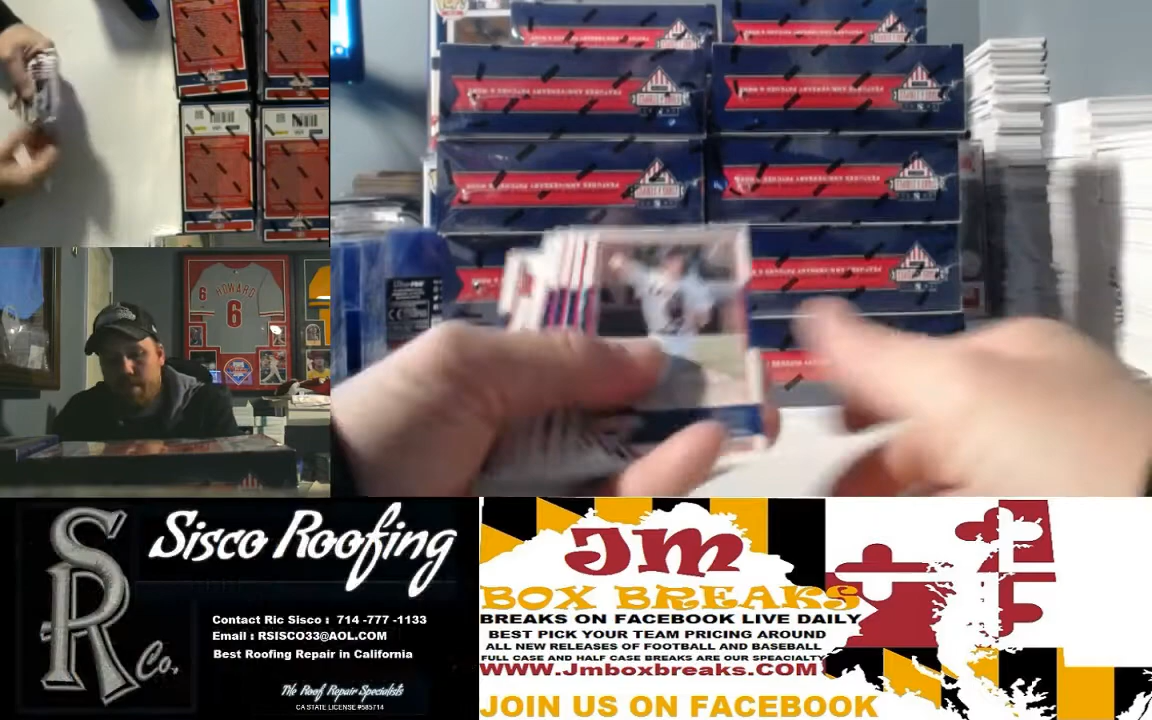 HOWARD
6
6
SR Co.
Sisco Roofing
Contact Ric Sisco : 714 -777 -1133
Email : RSISCO33@AOL.COM
Best Roofing Repair in California
The Roof Repair Specialists
CA STATE LICENSE #585714
JM
BOX BREAKS
BREAKS ON FACEBOOK LIVE DAILY
BEST PICK YOUR TEAM PRICING AROUND
ALL NEW RELEASES OF FOOTBALL AND BASEBALL
FULL CASE AND HALF CASE BREAKS ARE OUR SPEACIALTY
WWW.Jmboxbreaks.COM
JOIN US ON FACEBOOK